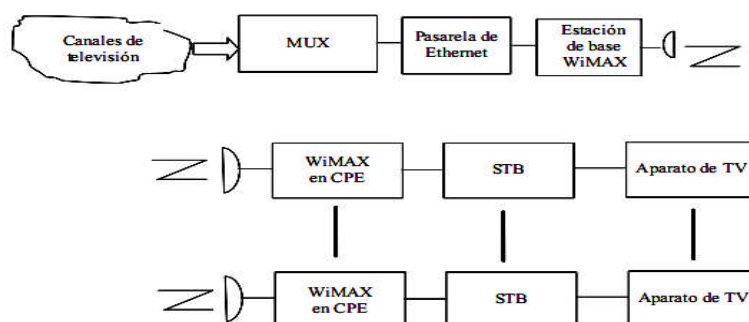 Canales de
televisión
MUX
Pasarela de
Ethernet
Estación
de base
WiMAX
WiMAX
en CPE
STB
Aparato de TV
WiMAX
en CPE
STB
Aparato de TV